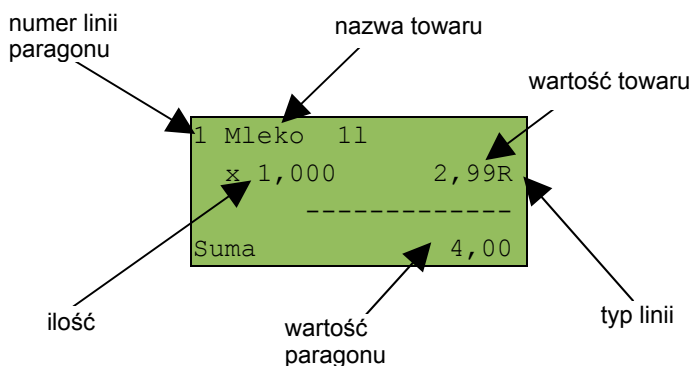 numer linii
paragonu
nazwa towaru
wartość towaru
1 Mleko 1l
x 1,000 2,99R
-------------
Suma 4,00
ilość
wartość
paragonu
typ linii